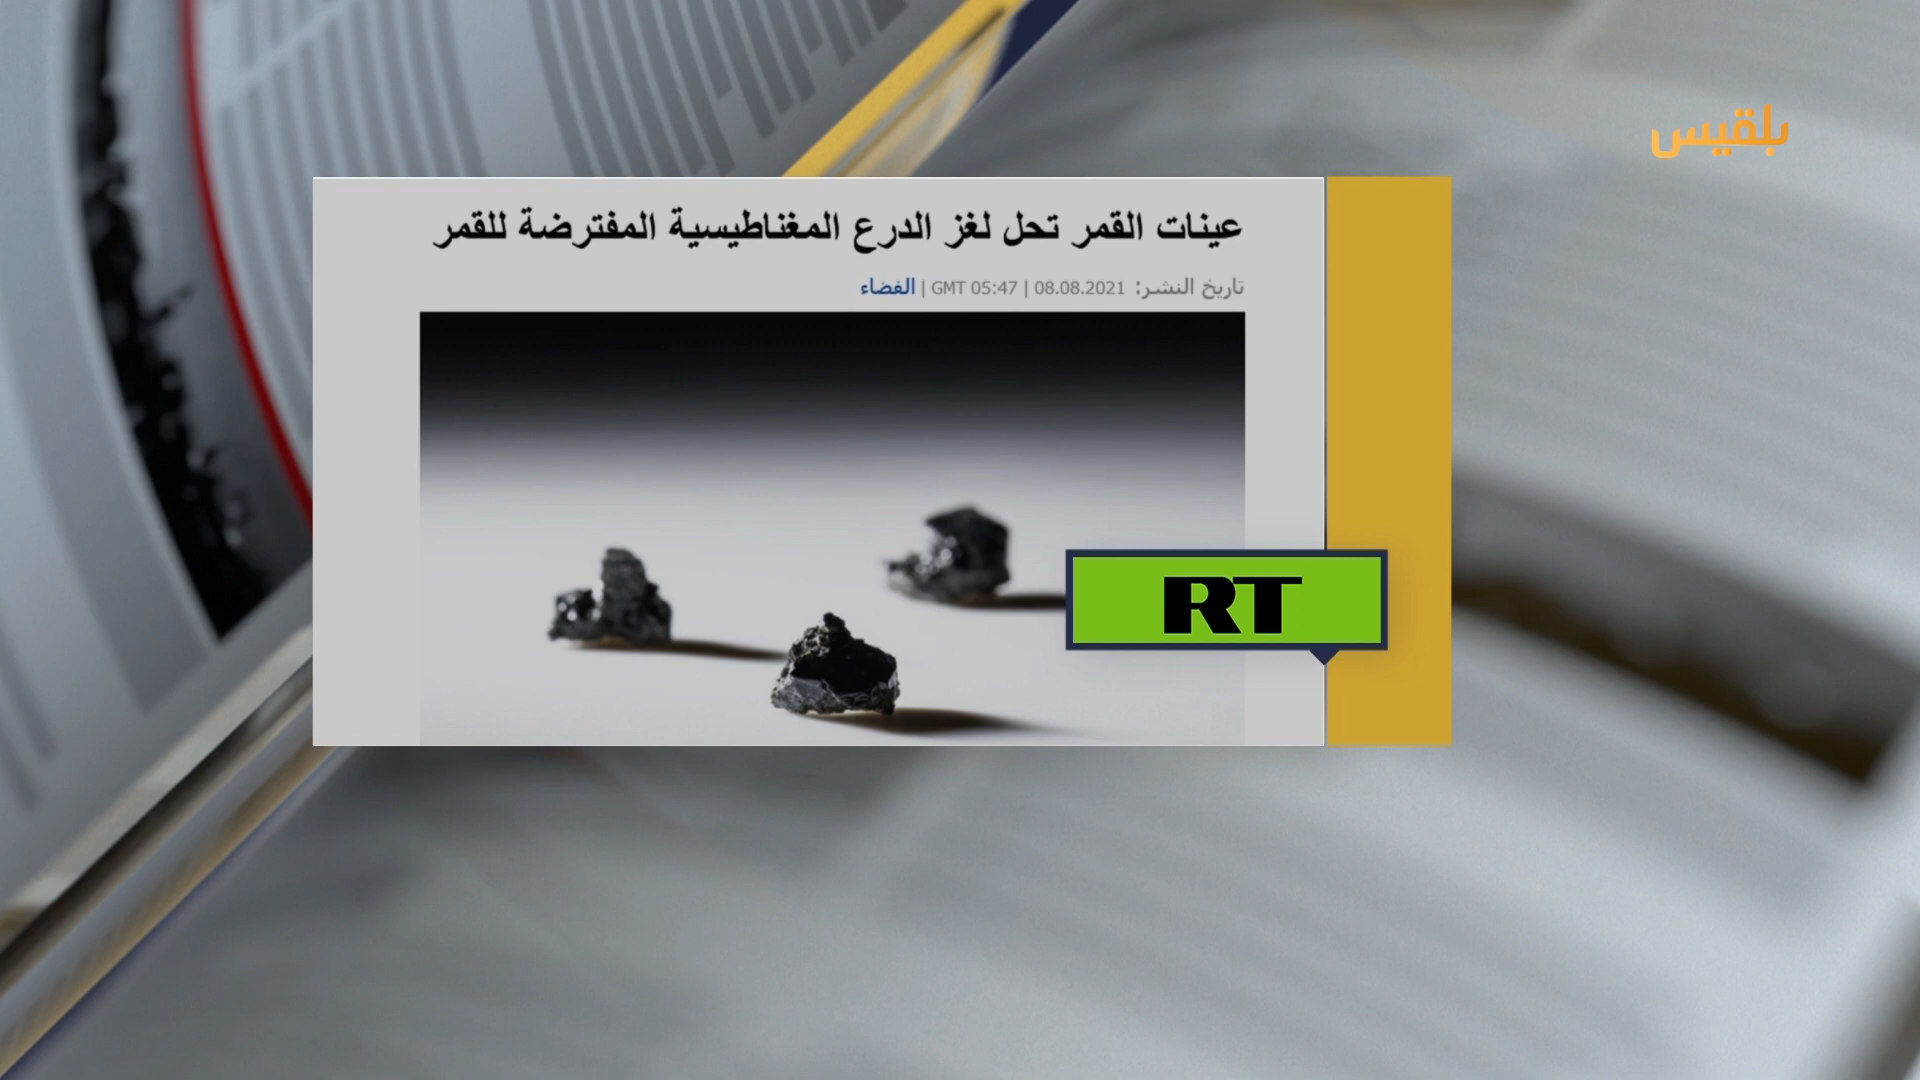 بلقيس
عينات القمر تحل لغز الدرع المغناطيسية المفترضة للقمر
تاريخ النشر: 08.08.2021 | 05:47 GMT | الفضاء
RT